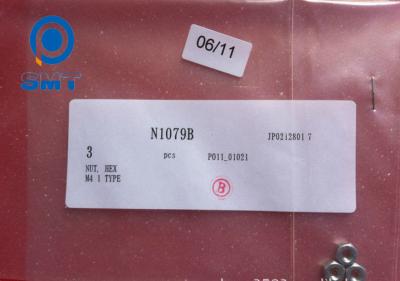 06/11
SMT
N1079B
JP0212801 7
3 pcs P011_01021
NUT, HEX
M4 1 TYPE
B